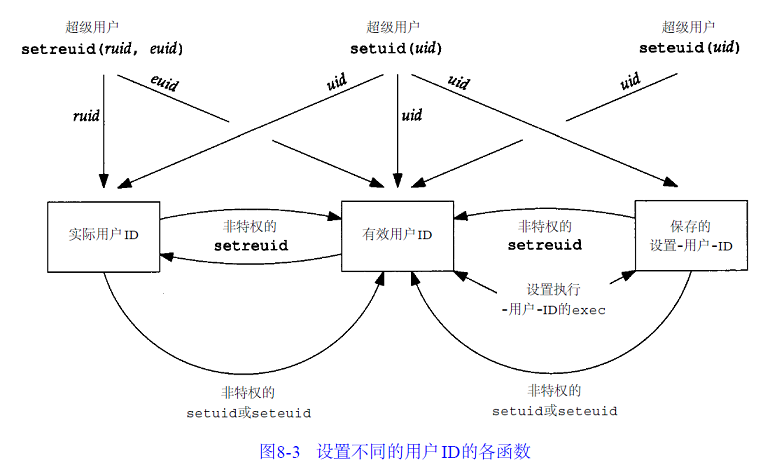 超级用户
setreuid(ruid, euid)
超级用户
setuid(uid)
超级用户
seteuid(uid)
ruid
euid
uid
uid
uid
uid
实际用户ID
非特权的
setreuid
有效用户ID
非特权的
setreuid
保存的
设置-用户-ID
设置执行
-用户-ID的exec
非特权的
setuid或seteuid
非特权的
setuid或seteuid
图8-3 设置不同的用户ID的各函数